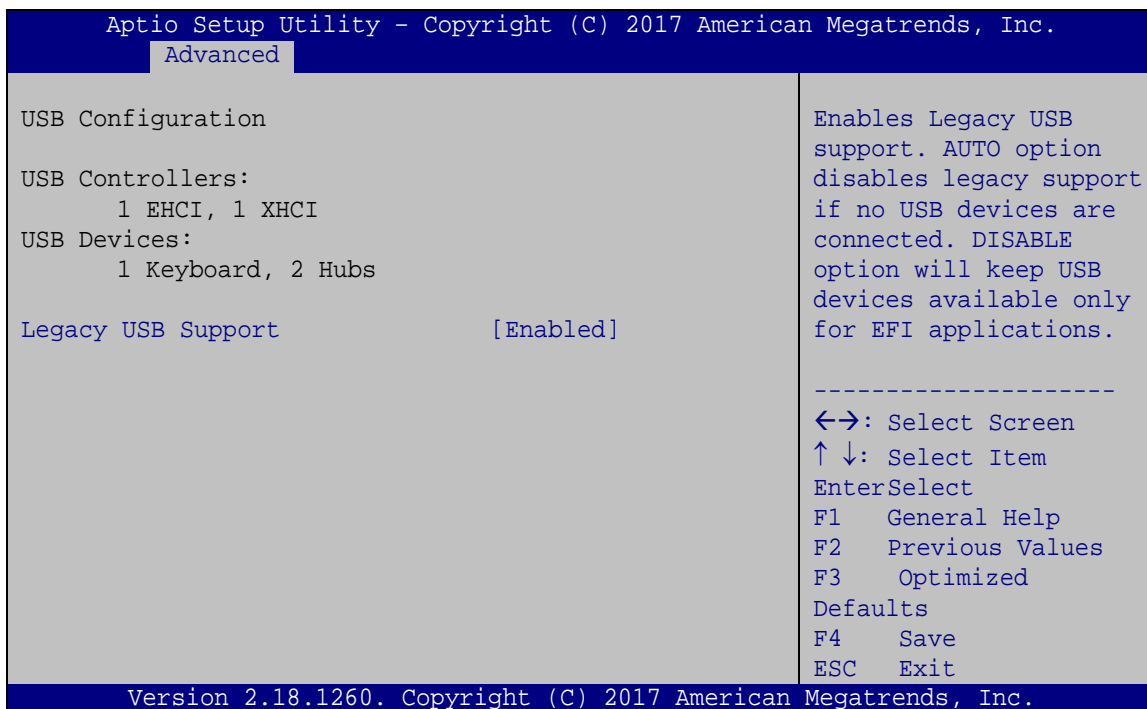 Aptio Setup Utility – Copyright (C) 2017 American Megatrends, Inc.
Advanced
USB Configuration
USB Controllers:
1 EHCI, 1 XHCI
USB Devices:
1 Keyboard, 2 Hubs
Legacy USB Support [Enabled]
Enables Legacy USB
support. AUTO option
disables legacy support
if no USB devices are
connected. DISABLE
option will keep USB
devices available only
for EFI applications.
---------------------
←→: Select Screen
↑ ↓: Select Item
EnterSelect
F1 General Help
F2 Previous Values
F3 Optimized
Defaults
F4 Save
ESC Exit
Version 2.18.1260. Copyright (C) 2017 American Megatrends, Inc.